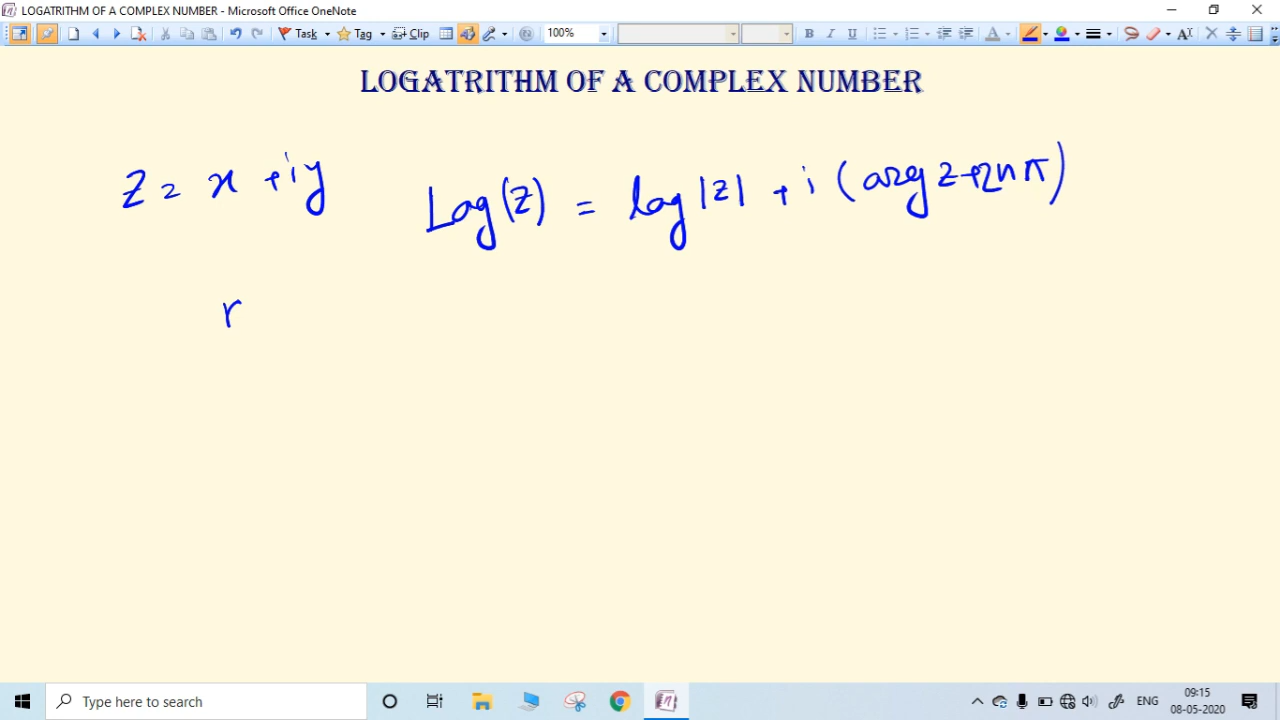 LOGATRITHM OF A COMPLEX NUMBER - Microsoft Office OneNote
Task Tag Clip 100% B I U A A
LOGATRITHM OF A COMPLEX NUMBER
Z = x + iy Log(Z) = log |z| + i (arg z + 2nπ)
r
Type here to search ENG 09:15
08-05-2020